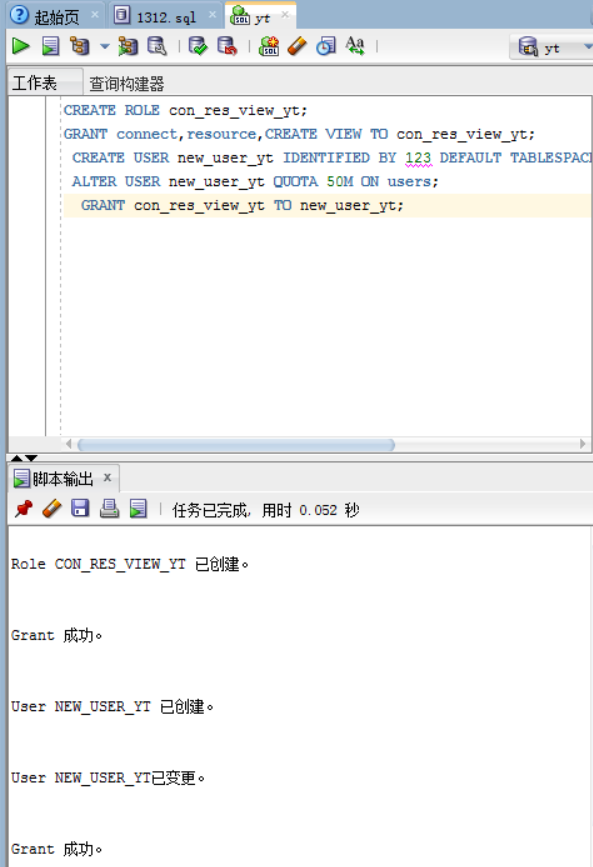 起始页
1312.sql
yt
yt
工作表
查询构建器
CREATE ROLE con_res_view_yt;
GRANT connect,resource,CREATE VIEW TO con_res_view_yt;
CREATE USER new_user_yt IDENTIFIED BY 123 DEFAULT TABLESPAC
ALTER USER new_user_yt QUOTA 50M ON users;
GRANT con_res_view_yt TO new_user_yt;
脚本输出
任务已完成, 用时 0.052 秒
Role CON_RES_VIEW_YT 已创建。
Grant 成功。
User NEW_USER_YT 已创建。
User NEW_USER_YT已变更。
Grant 成功。